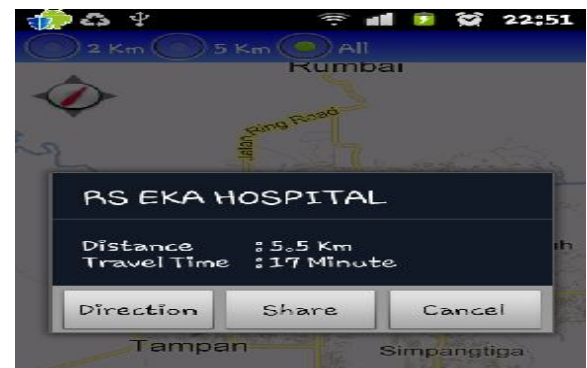 22:51
2 Km 5 Km All
Rumbai
Jalan Ring Road
RS EKA HOSPITAL
Distance : 5.5 Km
Travel Time : 17 Minute
Direction Share Cancel
Tampan
Simpangtiga